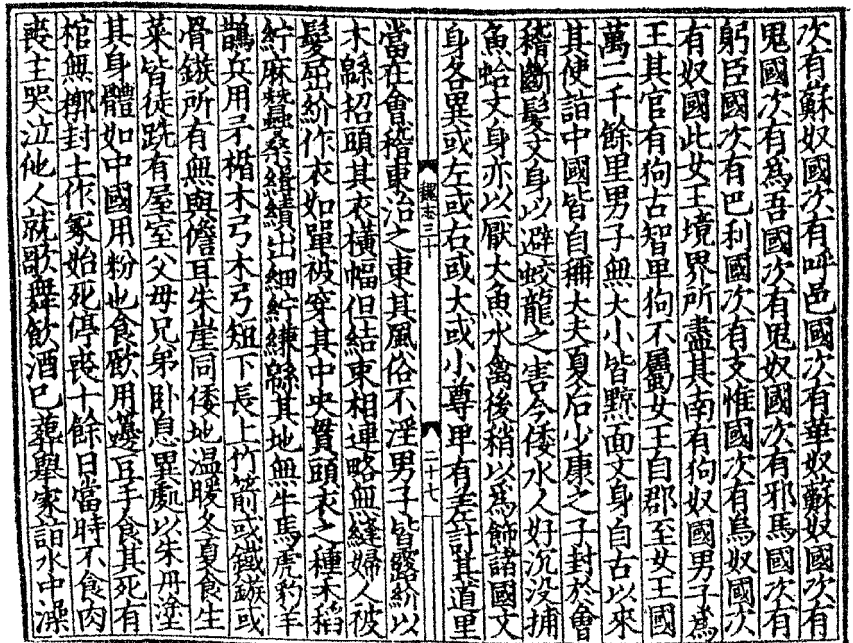 次有蘇奴國次有呼邑國次有華奴蘇奴國次有
鬼國次有爲吾國次有鬼奴國次有邪馬國次有
躬臣國次有巴利國次有支惟國次有烏奴國次
有奴國此女王境界所盡其南有狗奴國男子爲
王其官有狗古智卑狗不屬女王自郡至女王國
萬二千餘里男子無大小皆黥面文身自古以來
其使詣中國皆自稱大夫夏后少康之子封於會
稽斷髮文身以避蛟龍之害今倭水人好沉没捕
魚蛤文身亦以厭大魚水禽後稍以爲飾諸國文
身各異或左或右或大或小尊卑有差計其道里
魏志三十
二十七
當在會稽東治之東其風俗不淫男子皆露紒以
木緜招頭其衣橫幅但結束相連略無縫婦人被
髮屈紒作衣如單被穿其中央貫頭衣之種禾稻
紵麻蠶桑緝績出細紵縑緜其地無牛馬虎豹羊
鵲兵用矛楯木弓木弓短下長上竹箭或鐵鏃或
骨鏃所有無與儋耳朱崖同倭地温暖冬夏食生
菜皆徒跣有屋室父母兄弟卧息異處以朱丹塗
其身體如中國用粉也食飲用籩豆手食其死有
棺無槨封土作冢始死停喪十餘日當時不食肉
喪主哭泣他人就歌舞飲酒已葬舉家詣水中澡